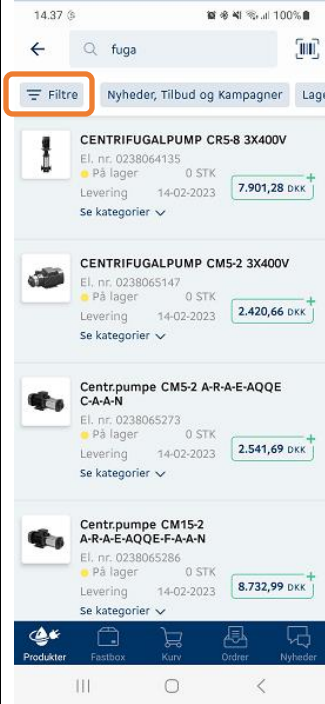 14.37
100%
fuga
Filtre
Nyheder, Tilbud og Kampagner
Lage
CENTRIFUGALPUMP CR5-8 3X400V
El. nr. 0238064135
På lager 0 STK
Levering 14-02-2023
7.901,28 DKK
Se kategorier
CENTRIFUGALPUMP CM5-2 3X400V
El. nr. 0238065147
På lager 0 STK
Levering 14-02-2023
2.420,66 DKK
Se kategorier
Centr.pumpe CM5-2 A-R-A-E-AQQE
C-A-A-N
El. nr. 0238065273
På lager 0 STK
Levering 14-02-2023
2.541,69 DKK
Se kategorier
Centr.pumpe CM15-2
A-R-A-E-AQQE-F-A-A-N
El. nr. 0238065286
På lager 0 STK
Levering 14-02-2023
8.732,99 DKK
Se kategorier
Produkter Fastbox Kurv Ordrer Nyheder